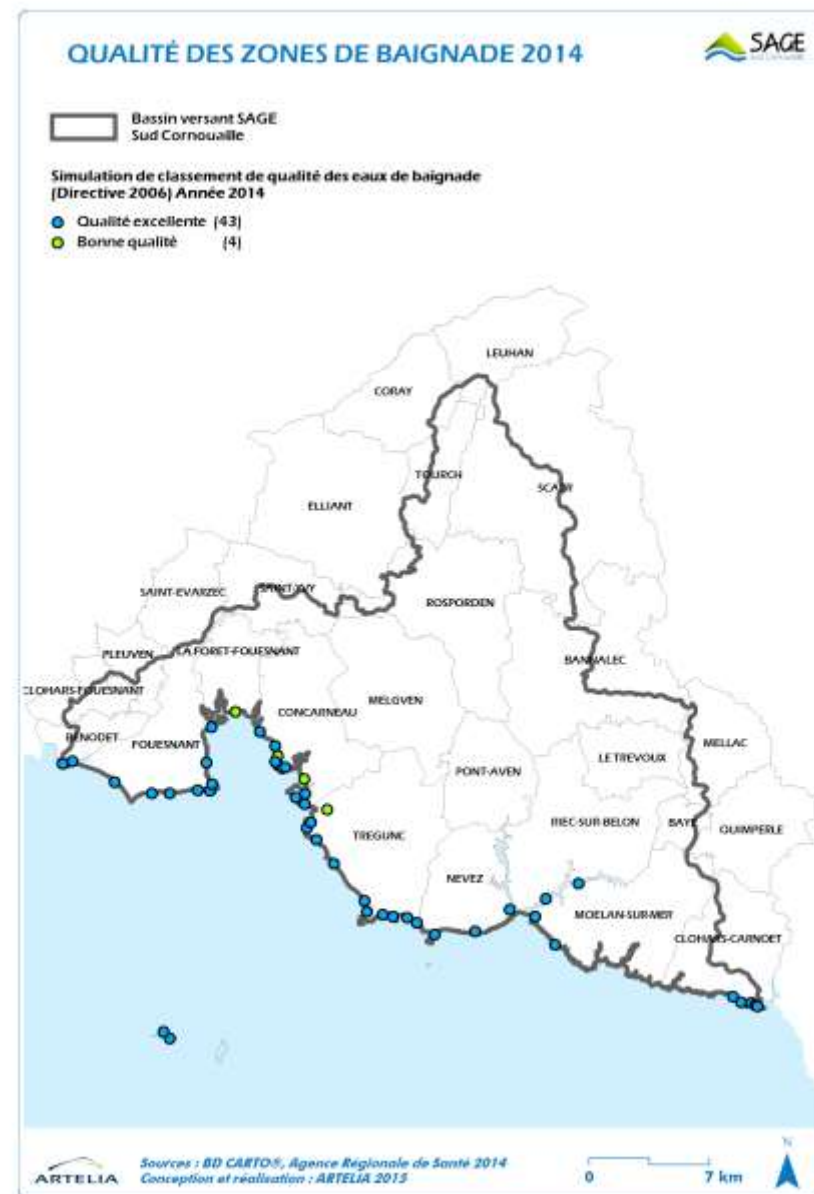 QUALITÉ DES ZONES DE BAIGNADE 2014
SAGE
Bassin versant SAGE
Sud Cornouaille
Simulation de classement de qualité des eaux de baignade
(Directive 2006) Année 2014
Qualité excellente (43)
Bonne qualité (4)
LEUHAN
CORAY
TOURCH
SCAER
ELLIANT
SAINT-EVARZEC
SAINT-YVY
ROSPORDEN
PLEUVEN
LA FORET-FOUESNANT
BANNALEC
CLOHARS-FOUESNANT
MELGVEN
CONCARNEAU
BENODET
FOUESNANT
MELLAC
LE TREVOUX
PONT-AVEN
RIEC-SUR-BELON
BAYE
QUIMPERLE
TREGUNC
NEVEZ
MOELAN-SUR-MER
CLOHARS-CARNOET
N
ARTELIA
Sources : BD CARTO®, Agence Régionale de Santé 2014
Conception et réalisation : ARTELIA 2015
0 7 km